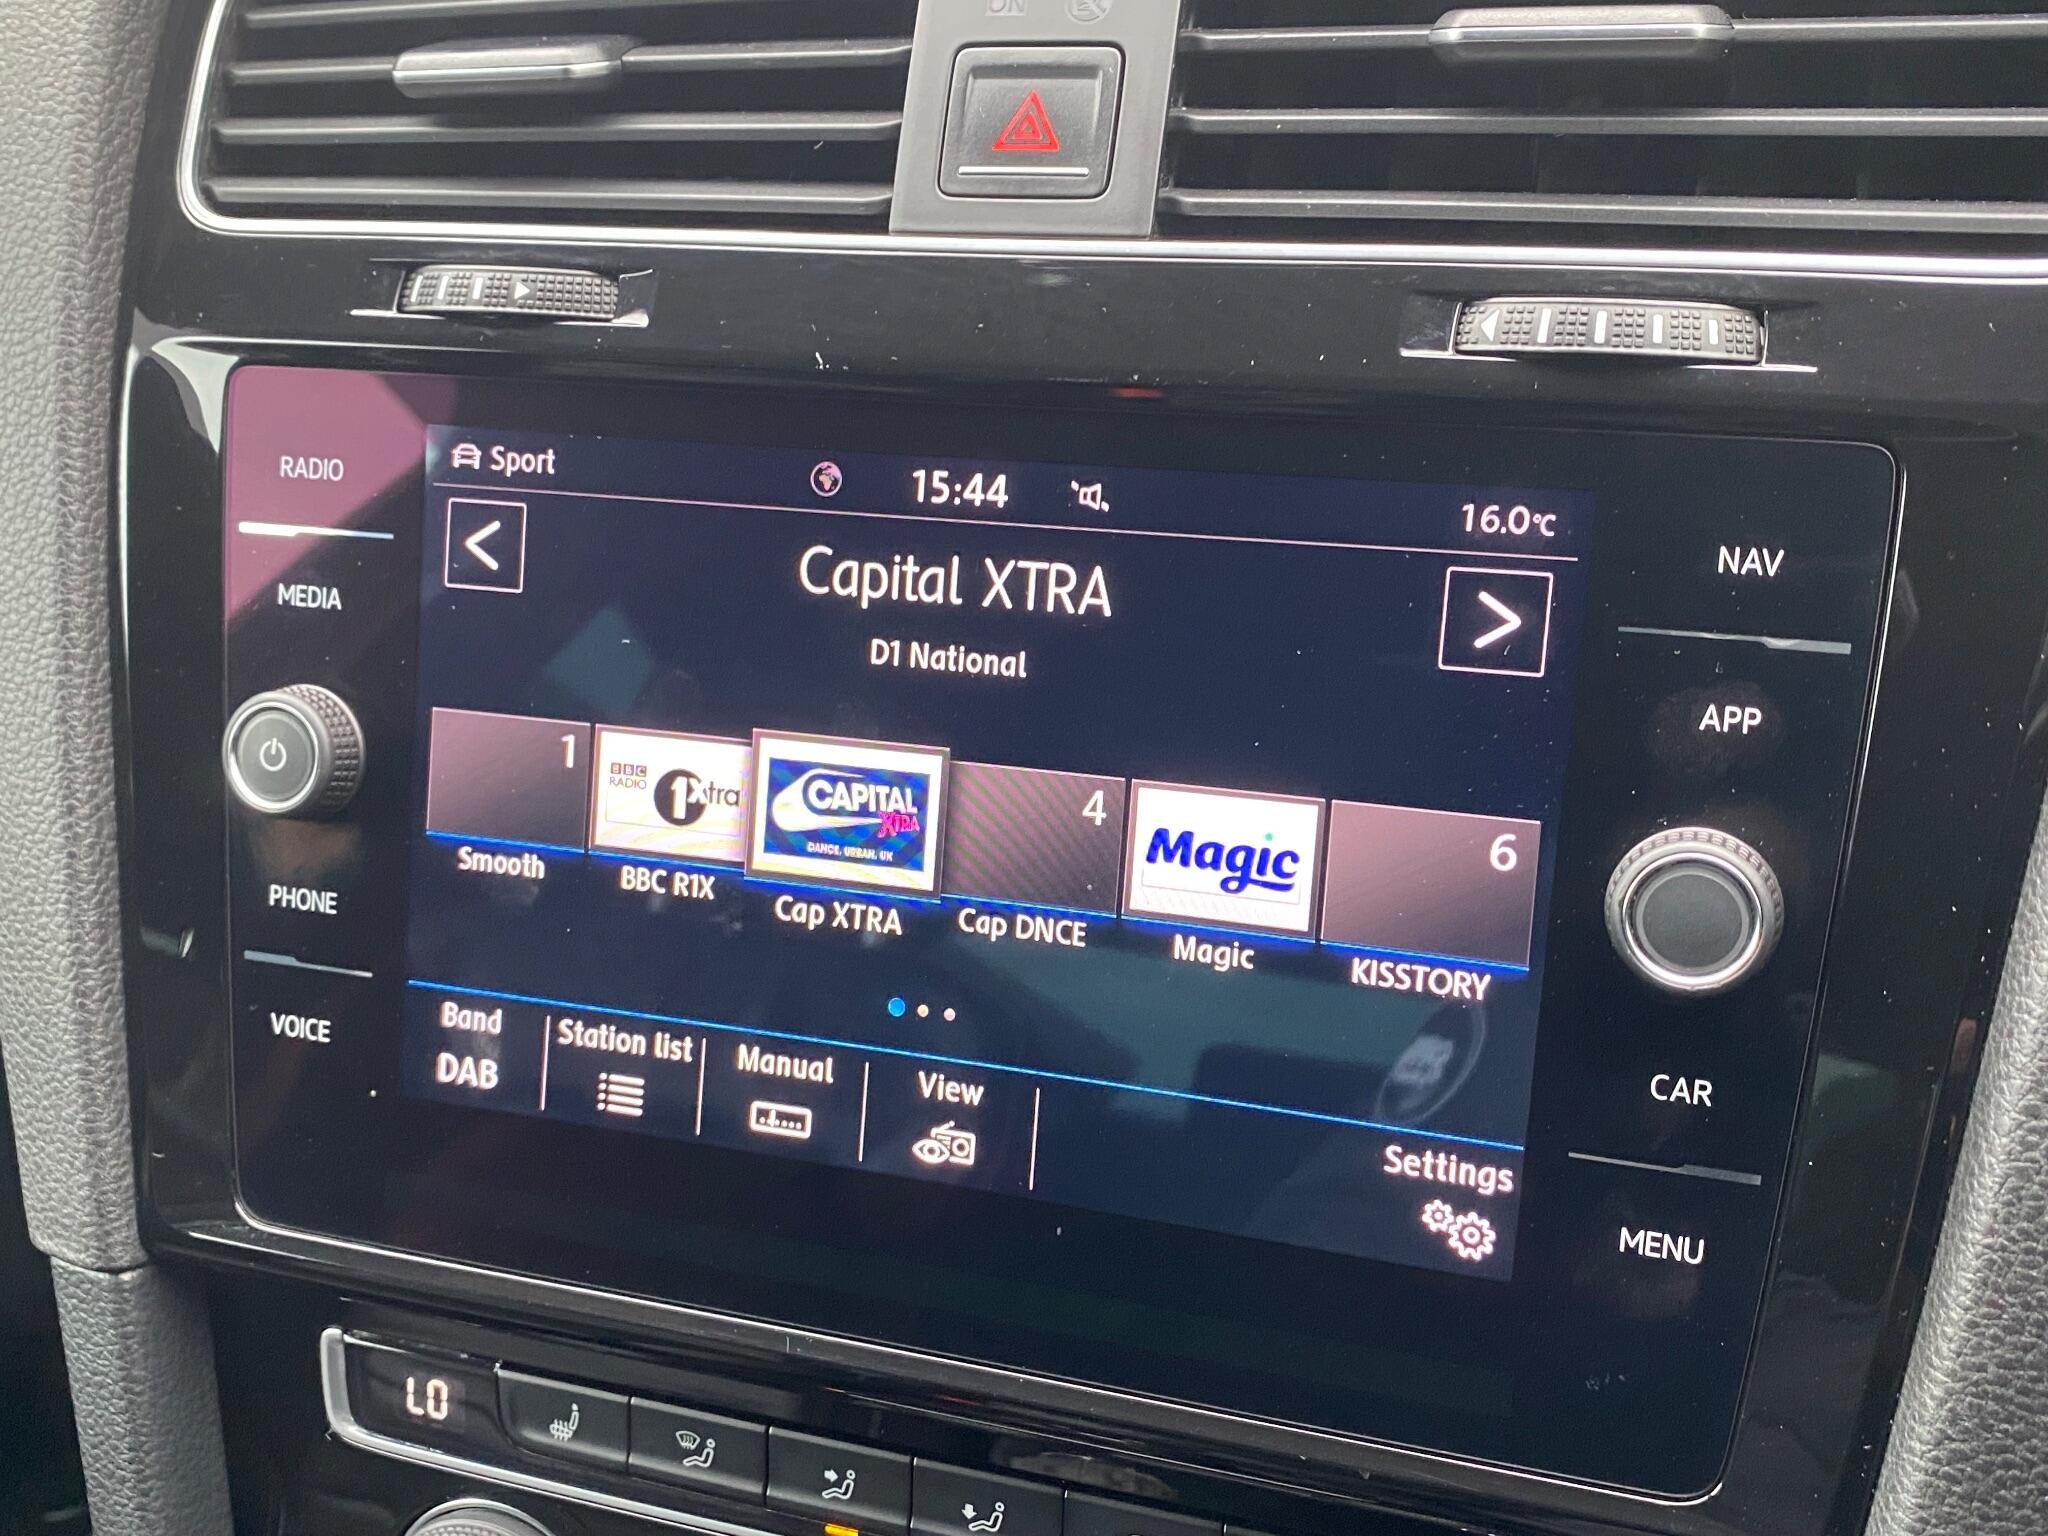 ON
RADIO
MEDIA
PHONE
VOICE
Sport
15:44
16.0°C
<
Capital XTRA
>
D1 National
1
BBC
RADIO
1Xtra
CAPITAL
XTRA
DANCE. URBAN. UK
4
Magic
6
Smooth
BBC R1X
Cap XTRA
Cap DNCE
Magic
KISSTORY
Band
DAB
Station list
Manual
View
Settings
NAV
APP
CAR
MENU
LO